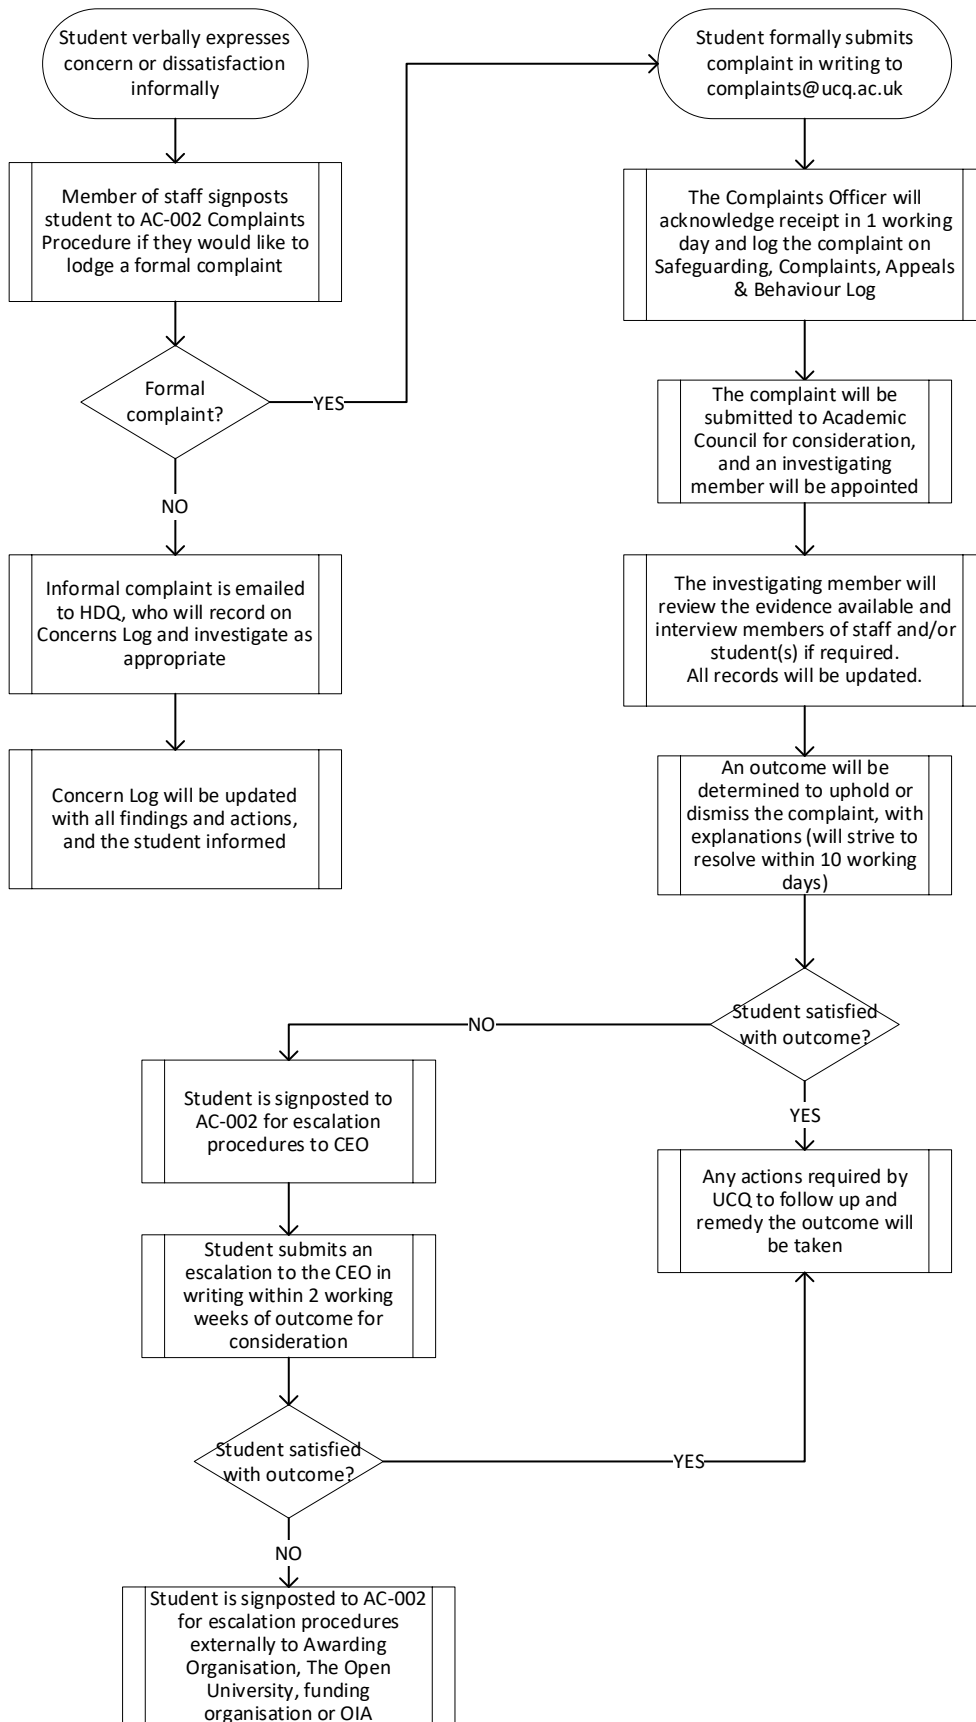 Student verbally expresses
concern or dissatisfaction
informally
Member of staff signposts
student to AC-002 Complaints
Procedure if they would like to
lodge a formal complaint
Formal
complaint?
YES
NO
Informal complaint is emailed
to HDQ, who will record on
Concerns Log and investigate as
appropriate
Concern Log will be updated
with all findings and actions,
and the student informed
Student formally submits
complaint in writing to
complaints@ucq.ac.uk
The Complaints Officer will
acknowledge receipt in 1 working
day and log the complaint on
Safeguarding, Complaints, Appeals
& Behaviour Log
The complaint will be
submitted to Academic
Council for consideration,
and an investigating
member will be appointed
The investigating member will
review the evidence available and
interview members of staff and/or
student(s) if required.
All records will be updated.
An outcome will be
determined to uphold or
dismiss the complaint, with
explanations (will strive to
resolve within 10 working
days)
Student satisfied
with outcome?
NO
YES
Any actions required by
UCQ to follow up and
remedy the outcome will
be taken
Student is signposted to
AC-002 for escalation
procedures to CEO
Student submits an
escalation to the CEO in
writing within 2 working
weeks of outcome for
consideration
Student satisfied
with outcome?
YES
NO
Student is signposted to AC-002
for escalation procedures
externally to Awarding
Organisation, The Open
University, funding
organisation or OIA